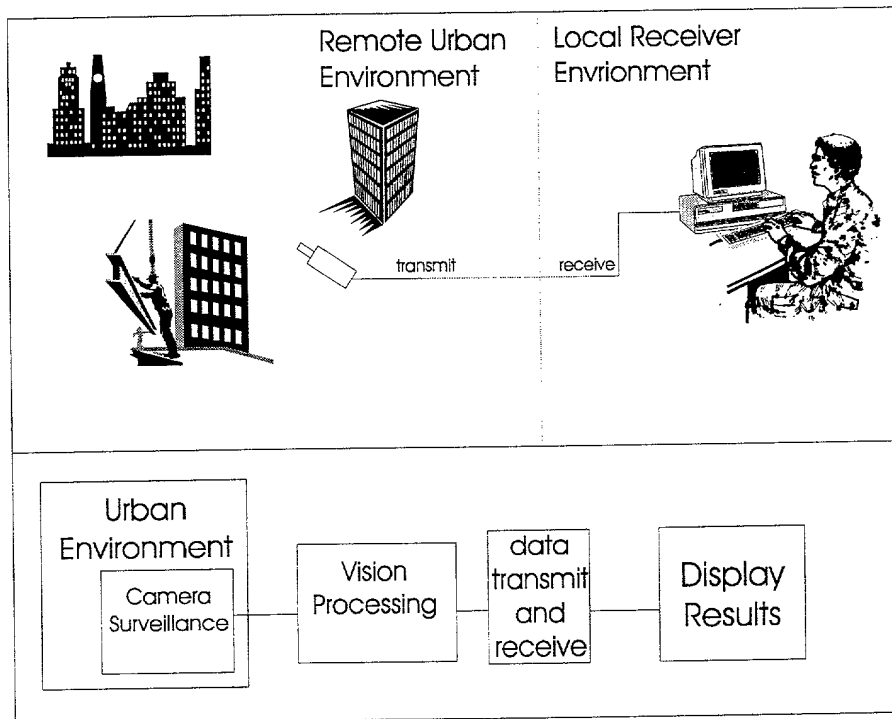 Remote Urban
Environment
Local Receiver
Envrionment
transmit
receive
Urban
Environment
Camera
Surveillance
Vision
Processing
data
transmit
and
receive
Display
Results